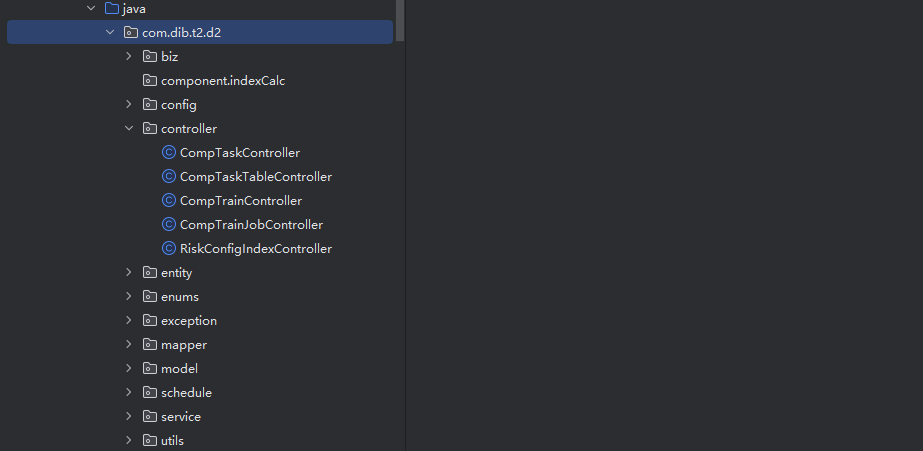 java
com.dib.t2.d2
biz
component.indexCalc
config
controller
C CompTaskController
C CompTaskTableController
C CompTrainController
C CompTrainJobController
C RiskConfigIndexController
entity
enums
exception
mapper
model
schedule
service
utils